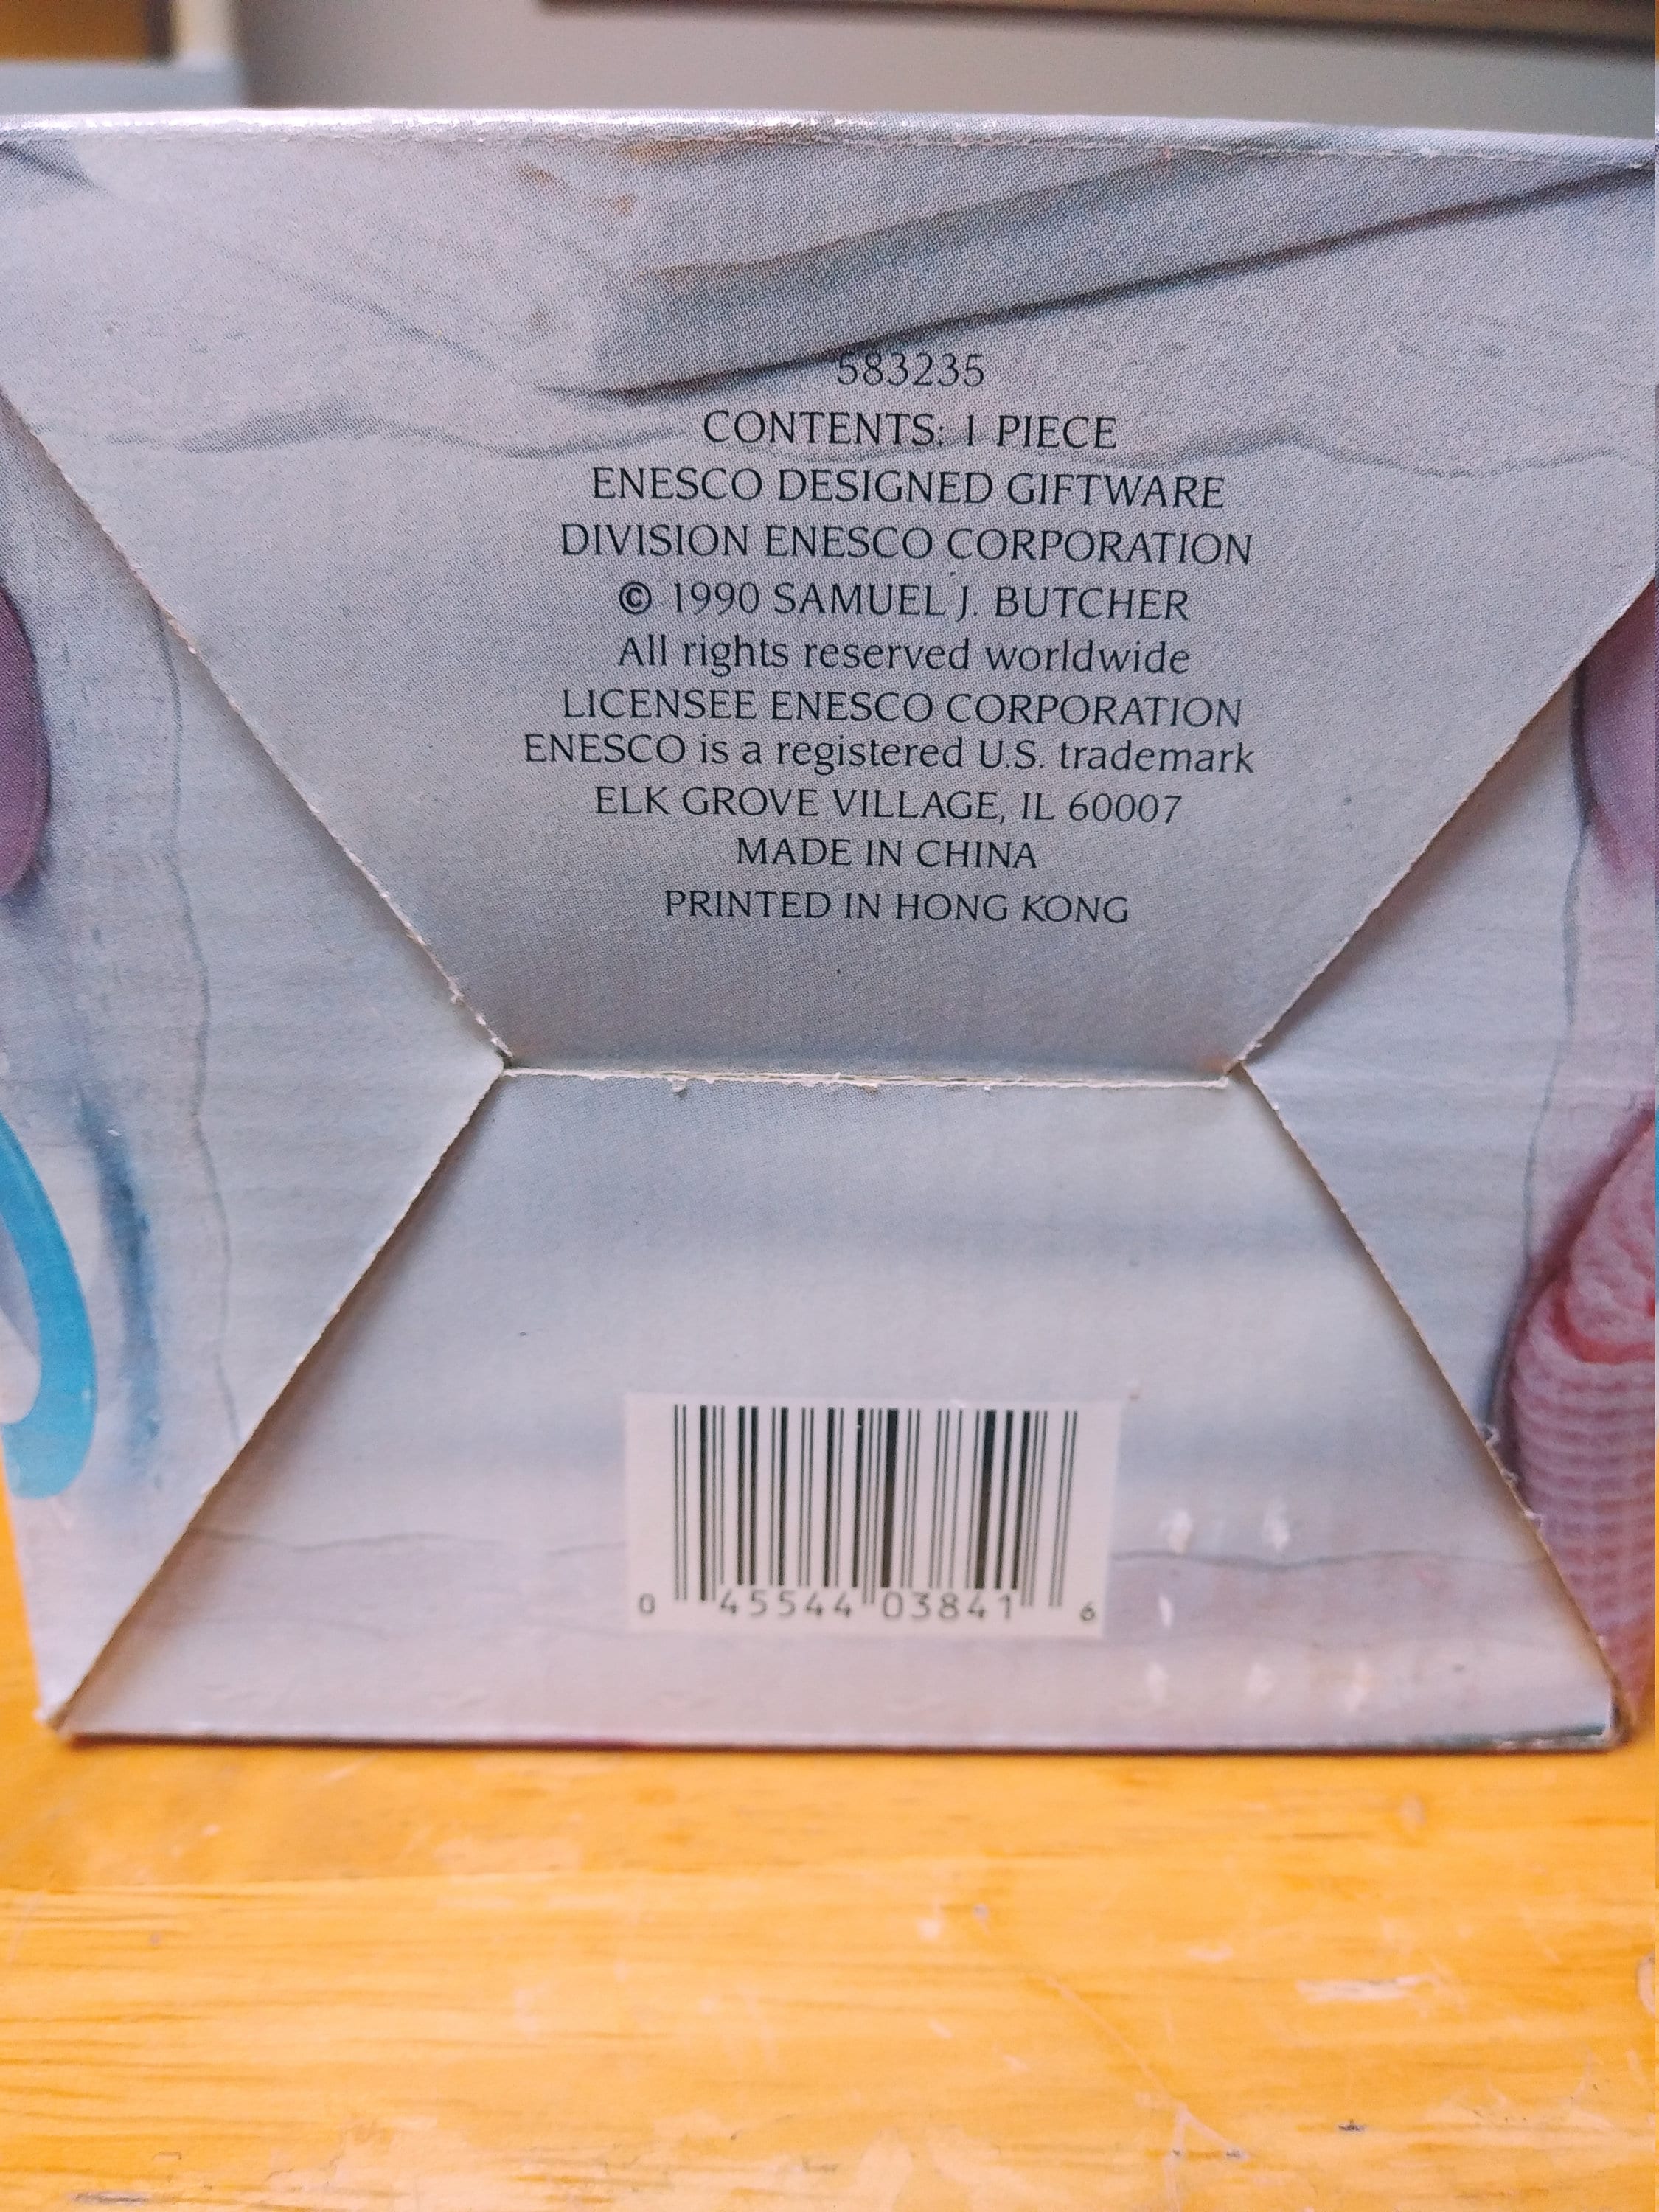 583235
CONTENTS: 1 PIECE
ENESCO DESIGNED GIFTWARE
DIVISION ENESCO CORPORATION
© 1990 SAMUEL J. BUTCHER
All rights reserved worldwide
LICENSEE ENESCO CORPORATION
ENESCO is a registered U.S. trademark
ELK GROVE VILLAGE, IL 60007
MADE IN CHINA
PRINTED IN HONG KONG
0 45544 03841 6